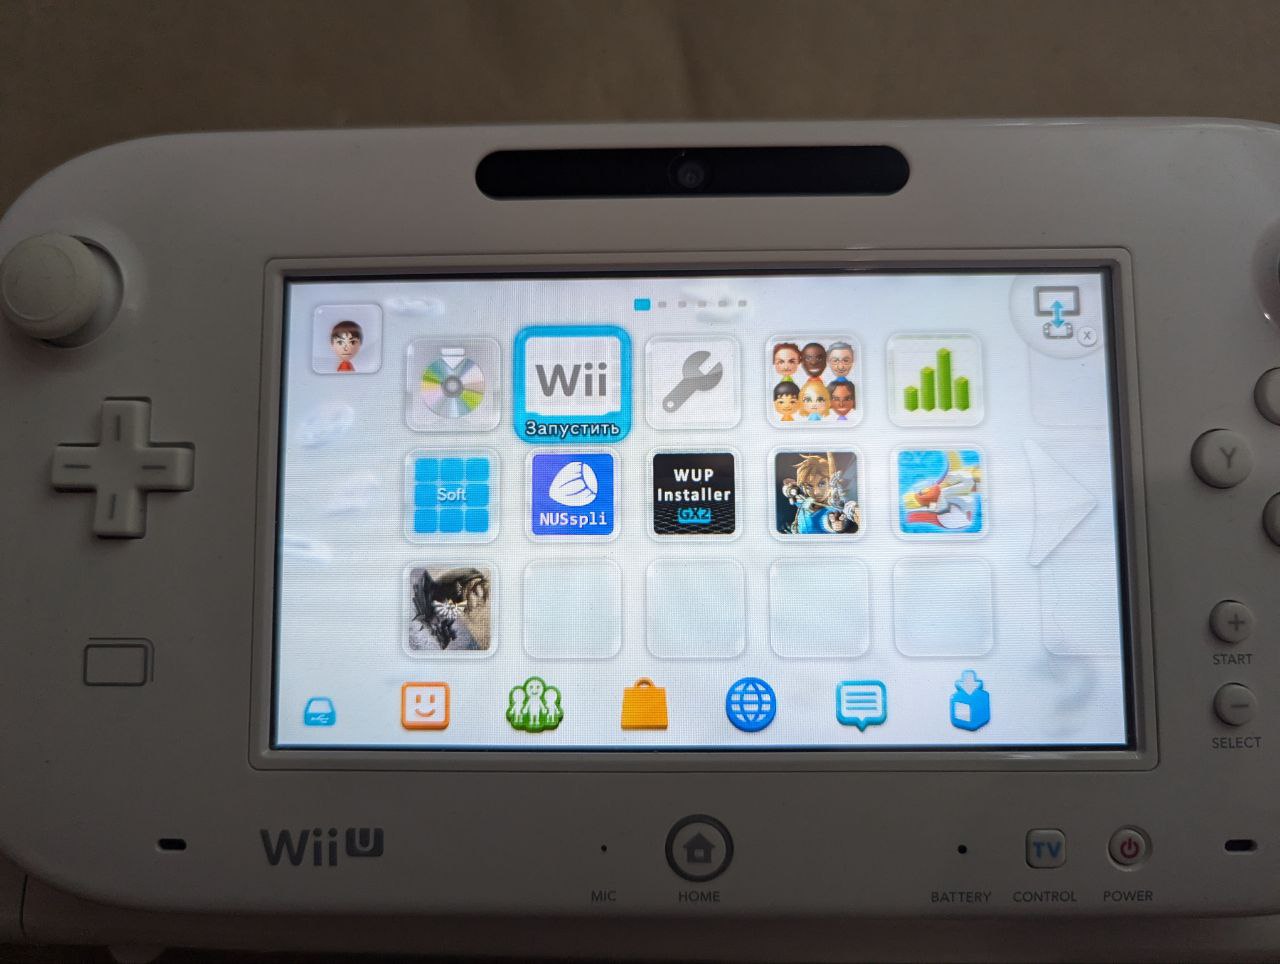 X
Wii
Запустить
Soft
NUSspli
WUP
Installer
GX2
Y
START
SELECT
Wii U
MIC
HOME
BATTERY
TV
CONTROL
POWER